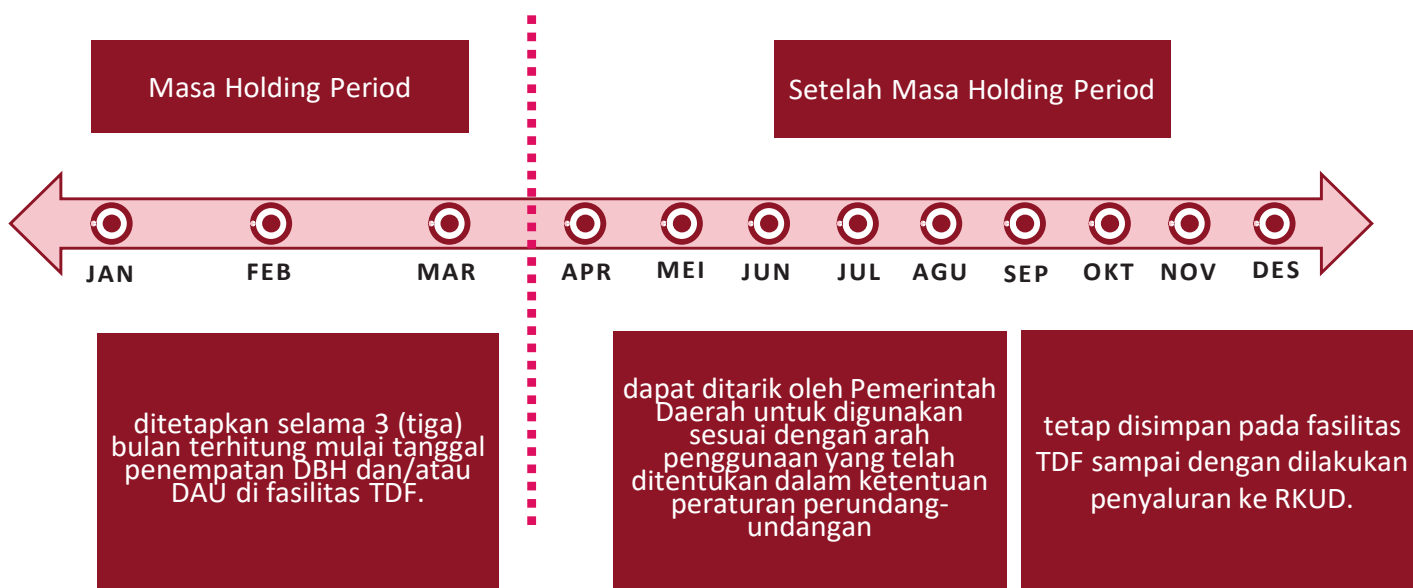 Masa Holding Period
Setelah Masa Holding Period
JAN FEB MAR APR MEI JUN JUL AGU SEP OKT NOV DES
ditetapkan selama 3 (tiga)
bulan terhitung mulai tanggal
penempatan DBH dan/atau
DAU di fasilitas TDF.
dapat ditarik oleh Pemerintah
Daerah untuk digunakan
sesuai dengan arah
penggunaan yang telah
ditentukan dalam ketentuan
peraturan perundang-
undangan
tetap disimpan pada fasilitas
TDF sampai dengan dilakukan
penyaluran ke RKUD.